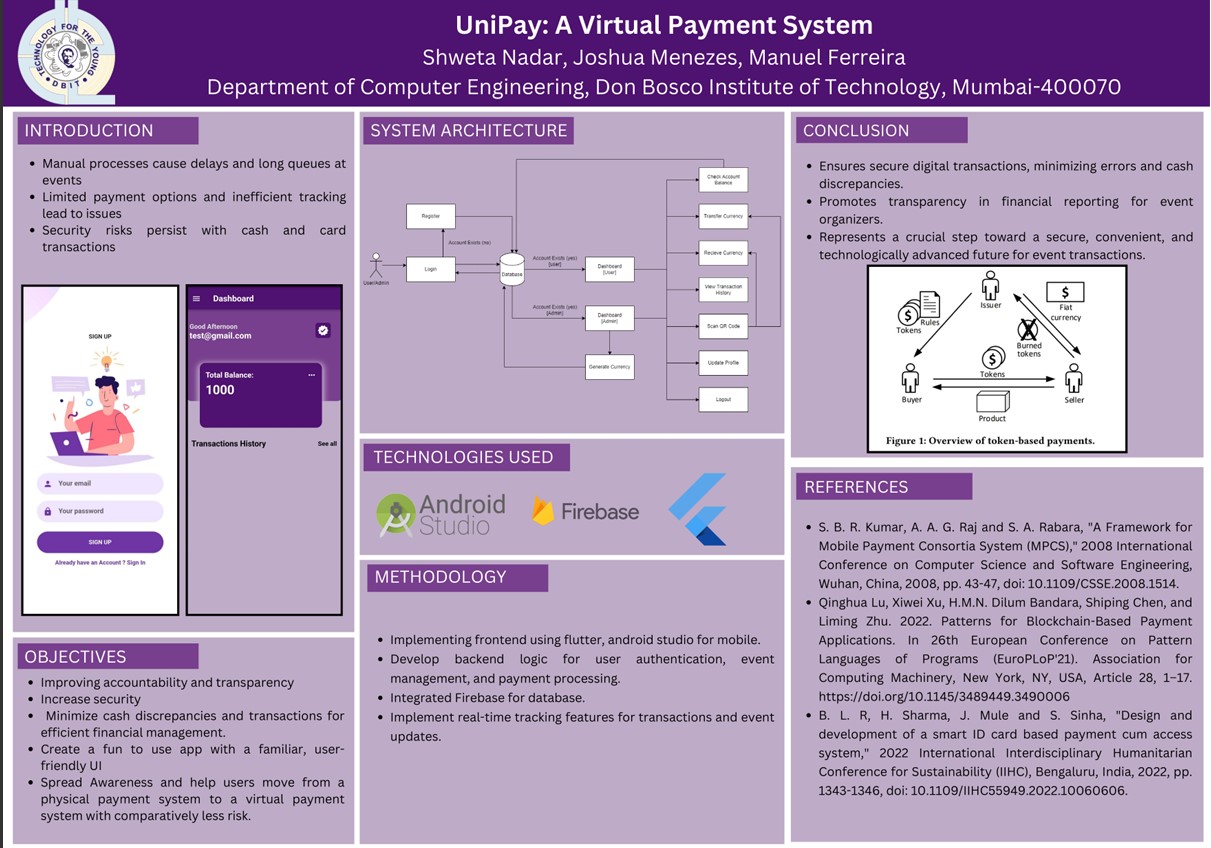 UniPay: A Virtual Payment System
Shweta Nadar, Joshua Menezes, Manuel Ferreira
Department of Computer Engineering, Don Bosco Institute of Technology, Mumbai-400070
TECHNOLOGY FOR THE YOUNG
DBIT
INTRODUCTION
• Manual processes cause delays and long queues at
events
• Limited payment options and inefficient tracking
lead to issues
• Security risks persist with cash and card
transactions
SIGN UP
Your email
Your password
SIGN UP
Already have an Account ? Sign In
Dashboard
Good Afternoon
test@gmail.com
Total Balance:
...
1000
Transactions History
See all
OBJECTIVES
• Improving accountability and transparency
• Increase security
• Minimize cash discrepancies and transactions for
efficient financial management.
• Create a fun to use app with a familiar, user-
friendly UI
• Spread Awareness and help users move from a
physical payment system to a virtual payment
system with comparatively less risk.
SYSTEM ARCHITECTURE
User/Admin
Register
Account Exists (no)
Login
Database
Account Exists (yes)
[User]
Dashboard
[User]
Account Exists (yes)
[Admin]
Dashboard
[Admin]
Generate Currency
Check Account
Balance
Transfer Currency
Recieve Currency
View Transaction
History
Scan QR Code
Update Profile
Logout
TECHNOLOGIES USED
Android
Studio
Firebase
METHODOLOGY
• Implementing frontend using flutter, android studio for mobile.
• Develop backend logic for user authentication, event
management, and payment processing.
• Integrated Firebase for database.
• Implement real-time tracking features for transactions and event
updates.
CONCLUSION
• Ensures secure digital transactions, minimizing errors and cash
discrepancies.
• Promotes transparency in financial reporting for event
organizers.
• Represents a crucial step toward a secure, convenient, and
technologically advanced future for event transactions.
Issuer
$
Fiat
currency
$
Tokens
Rules
Burned
tokens
$
Tokens
Buyer
Seller
Product
Figure 1: Overview of token-based payments.
REFERENCES
• S. B. R. Kumar, A. A. G. Raj and S. A. Rabara, "A Framework for
Mobile Payment Consortia System (MPCS)," 2008 International
Conference on Computer Science and Software Engineering,
Wuhan, China, 2008, pp. 43-47, doi: 10.1109/CSSE.2008.1514.
• Qinghua Lu, Xiwei Xu, H.M.N. Dilum Bandara, Shiping Chen, and
Liming Zhu. 2022. Patterns for Blockchain-Based Payment
Applications. In 26th European Conference on Pattern
Languages of Programs (EuroPLoP'21). Association for
Computing Machinery, New York, NY, USA, Article 28, 1–17.
https://doi.org/10.1145/3489449.3490006
• B. L. R, H. Sharma, J. Mule and S. Sinha, "Design and
development of a smart ID card based payment cum access
system," 2022 International Interdisciplinary Humanitarian
Conference for Sustainability (IIHC), Bengaluru, India, 2022, pp.
1343-1346, doi: 10.1109/IIHC55949.2022.10060606.